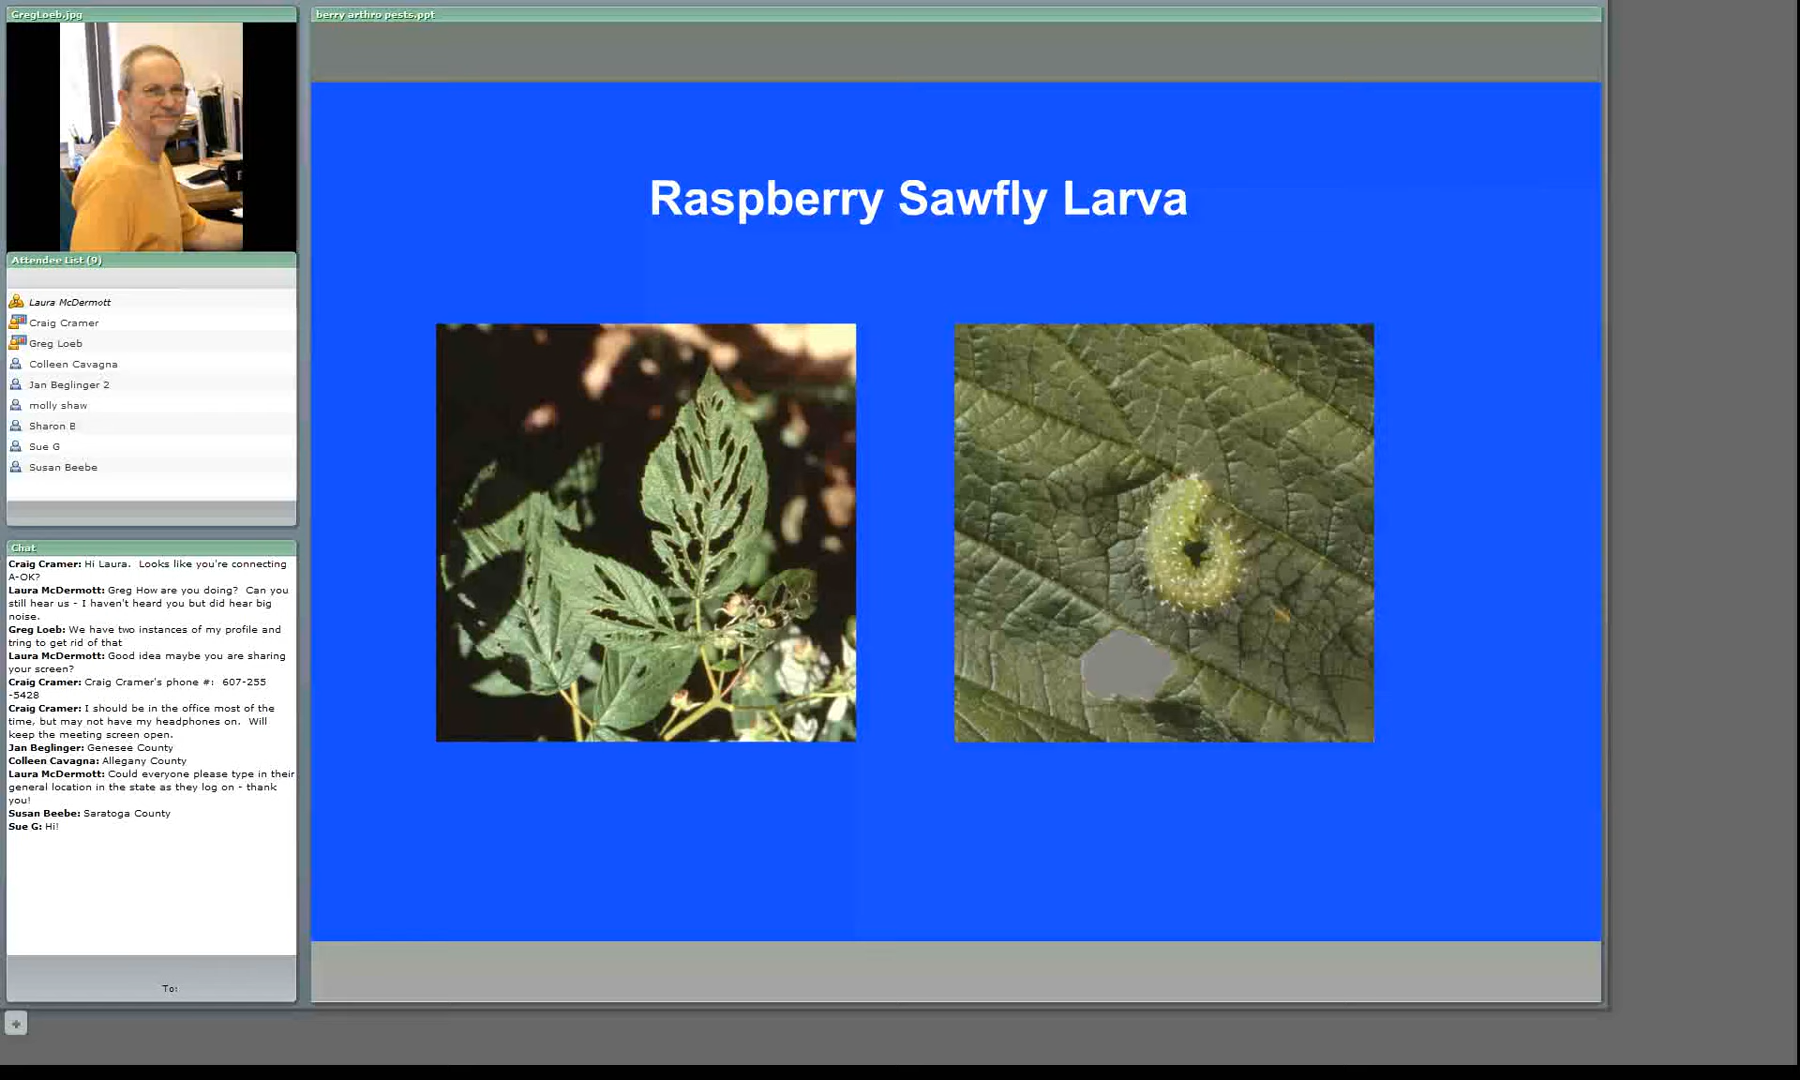 GregLoeb.jpg
berry arthro pests.ppt
Raspberry Sawfly Larva
Attendee List (9)
Laura McDermott
Craig Cramer
Greg Loeb
Colleen Cavagna
Jan Beglinger 2
molly shaw
Sharon B
Sue G
Susan Beebe
Chat
Craig Cramer: Hi Laura. Looks like you're connecting
A-OK?
Laura McDermott: Greg How are you doing? Can you
still hear us - I haven't heard you but did hear big
noise.
Greg Loeb: We have two instances of my profile and
tring to get rid of that
Laura McDermott: Good idea maybe you are sharing
your screen?
Craig Cramer: Craig Cramer's phone #: 607-255
-5428
Craig Cramer: I should be in the office most of the
time, but may not have my headphones on. Will
keep the meeting screen open.
Jan Beglinger: Genesee County
Colleen Cavagna: Allegany County
Laura McDermott: Could everyone please type in their
general location in the state as they log on - thank
you!
Susan Beebe: Saratoga County
Sue G: Hi!
To: